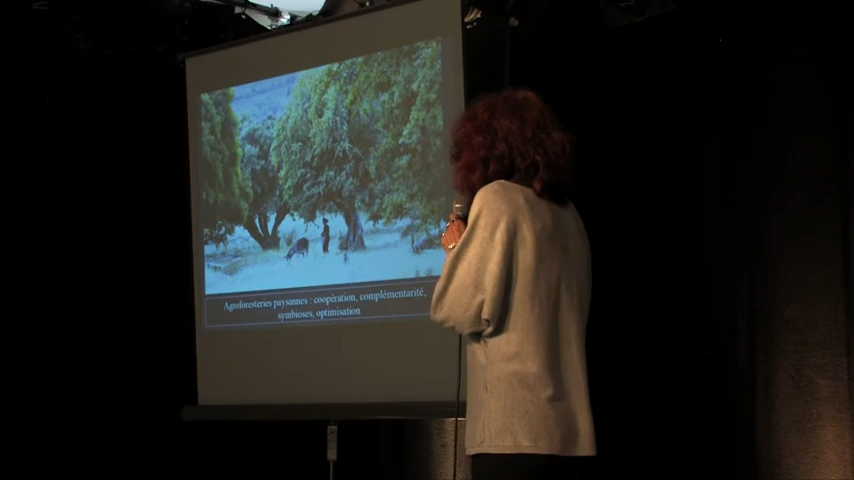 Agroforesteries paysannes : coopération, complémentarité,
symbioses, optimisation